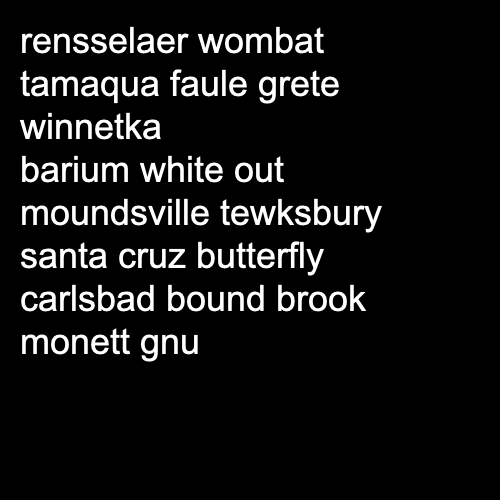 rensselaer wombat
tamaqua faule grete
winnetka
barium white out
moundsville tewksbury
santa cruz butterfly
carlsbad bound brook
monett gnu